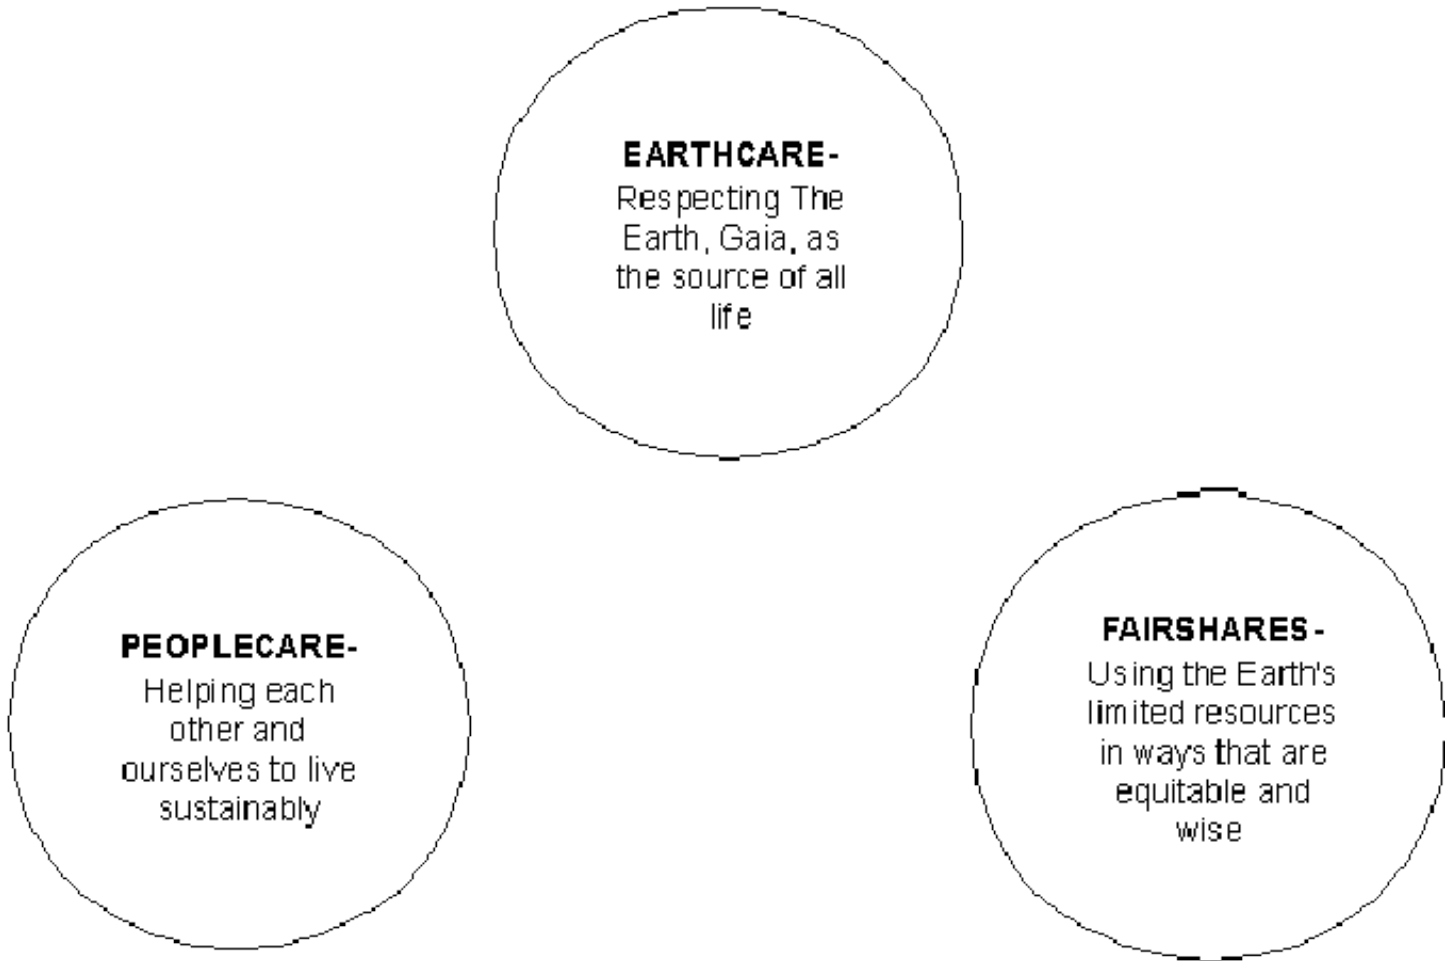 EARTHCARE-
Respecting The
Earth, Gaia, as
the source of all
life
PEOPLECARE-
Helping each
other and
ourselves to live
sustainably
FAIRSHARES-
Using the Earth's
limited resources
in ways that are
equitable and
wise